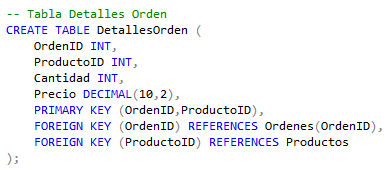 -- Tabla Detalles Orden
CREATE TABLE DetallesOrden (
    OrdenID INT,
    ProductoID INT,
    Cantidad INT,
    Precio DECIMAL(10,2),
    PRIMARY KEY (OrdenID,ProductoID),
    FOREIGN KEY (OrdenID) REFERENCES Ordenes(OrdenID),
    FOREIGN KEY (ProductoID) REFERENCES Productos
);